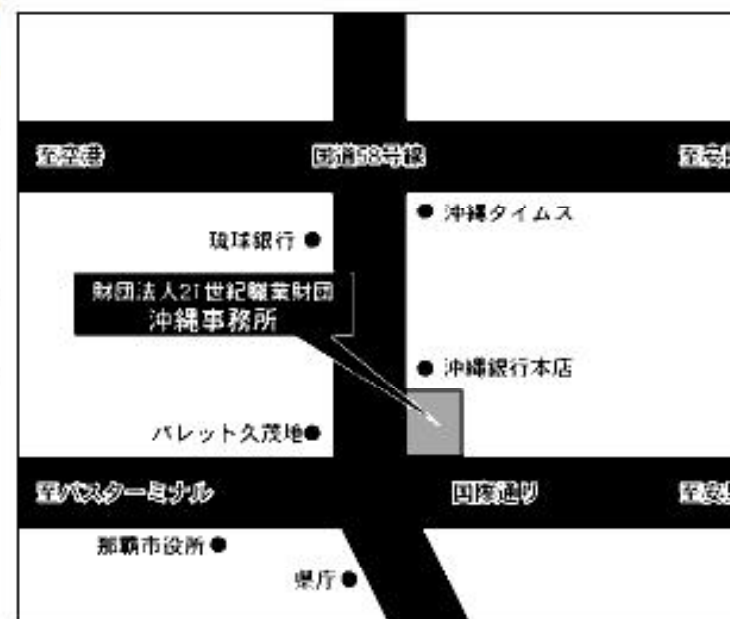 至空港
国道58号線
沖縄タイムス
琉球銀行
財団法人21世紀職業財団
沖縄事務所
沖縄銀行本店
パレット久茂地
至バスターミナル
国際通り
那覇市役所
県庁